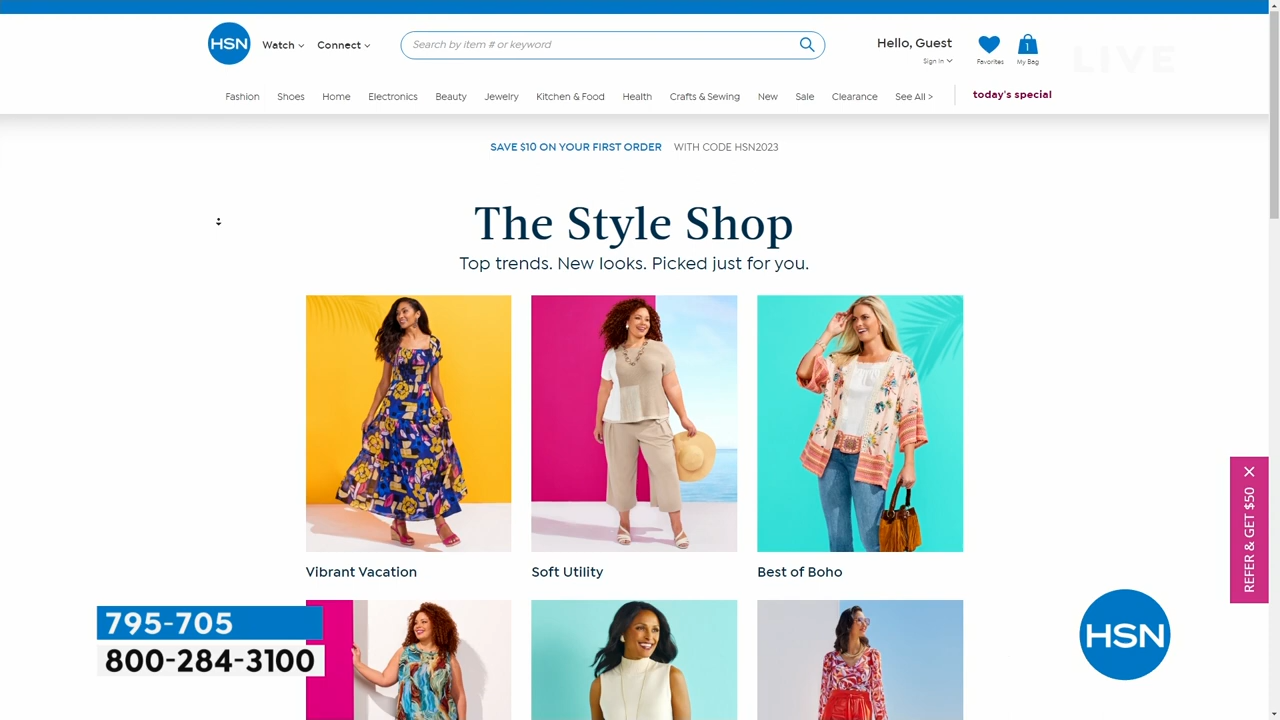 HSN
Watch
Connect
Search by item # or keyword
Hello, Guest
Sign In
Favorites
1
My Bag
LIVE
Fashion
Shoes
Home
Electronics
Beauty
Jewelry
Kitchen & Food
Health
Crafts & Sewing
New
Sale
Clearance
See All >
today's special
SAVE $10 ON YOUR FIRST ORDER WITH CODE HSN2023
The Style Shop
Top trends. New looks. Picked just for you.
Vibrant Vacation
Soft Utility
Best of Boho
REFER & GET $50
795-705
800-284-3100
HSN